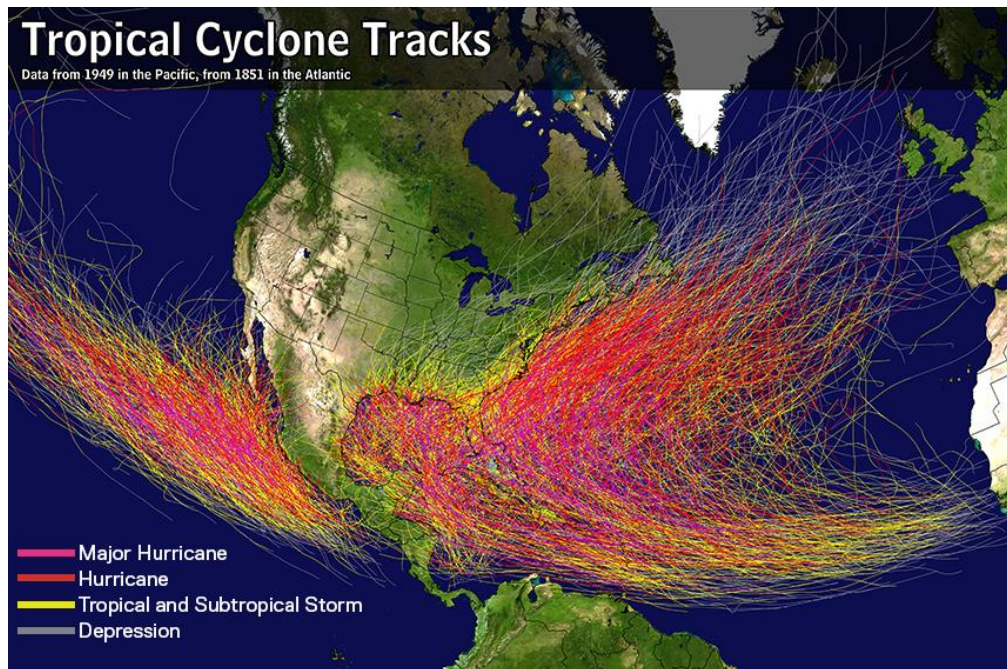 Tropical Cyclone Tracks
Data from 1949 in the Pacific, from 1851 in the Atlantic
Major Hurricane
Hurricane
Tropical and Subtropical Storm
Depression